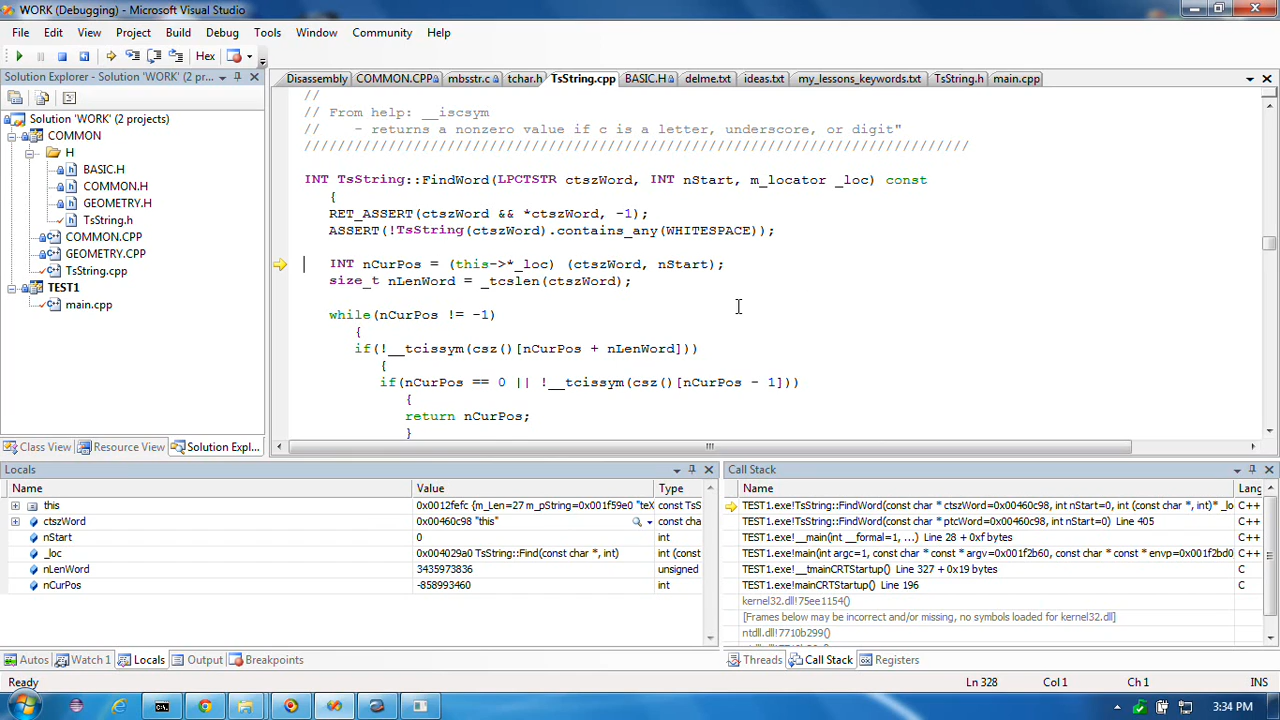 WORK (Debugging) - Microsoft Visual Studio
File Edit View Project Build Debug Tools Window Community Help
Hex
Solution Explorer - Solution 'WORK' (2 pr...
Solution 'WORK' (2 projects)
COMMON
H
BASIC.H
COMMON.H
GEOMETRY.H
TsString.h
COMMON.CPP
GEOMETRY.CPP
TsString.cpp
TEST1
main.cpp
Class View Resource View Solution Expl...
Disassembly COMMON.CPP mbsstr.c tchar.h TsString.cpp BASIC.H delme.txt ideas.txt my_lessons_keywords.txt TsString.h main.cpp
//
// From help: __iscsym
// - returns a nonzero value if c is a letter, underscore, or digit"
///////////////////////////////////////////////////////////////////////////////
INT TsString::FindWord(LPCTSTR ctszWord, INT nStart, m_locator _loc) const
{
RET_ASSERT(ctszWord && *ctszWord, -1);
ASSERT(!TsString(ctszWord).contains_any(WHITESPACE));
INT nCurPos = (this->*_loc) (ctszWord, nStart);
size_t nLenWord = _tcslen(ctszWord);
while(nCurPos != -1)
{
if(!__tcissym(csz()[nCurPos + nLenWord]))
{
if(nCurPos == 0 || !__tcissym(csz()[nCurPos - 1]))
{
return nCurPos;
}
Locals
Name Value Type
this 0x0012fefc {m_Len=27 m_pString=0x001f59e0 "teX const TsS
ctszWord 0x00460c98 "this" const cha
nStart 0 int
_loc 0x004029a0 TsString::Find(const char *, int) int (const
nLenWord 3435973836 unsigned
nCurPos -858993460 int
Autos Watch 1 Locals Output Breakpoints
Call Stack
Name Lang
TEST1.exe!TsString::FindWord(const char * ctszWord=0x00460c98, int nStart=0, int (const char *, int)* _lo C++
TEST1.exe!TsString::FindWord(const char * ptcWord=0x00460c98, int nStart=0) Line 405 C++
TEST1.exe!__main(int __formal=1, ...) Line 28 + 0xf bytes C++
TEST1.exe!main(int argc=1, const char * const * argv=0x001f2b60, const char * const * envp=0x001f2bd0 C++
TEST1.exe!__tmainCRTStartup() Line 327 + 0x19 bytes C
TEST1.exe!mainCRTStartup() Line 196 C
kernel32.dll!75ee1154()
[Frames below may be incorrect and/or missing, no symbols loaded for kernel32.dll]
ntdll.dll!7710b299()
Threads Call Stack Registers
Ready Ln 328 Col 1 Ch 1 INS
3:34 PM